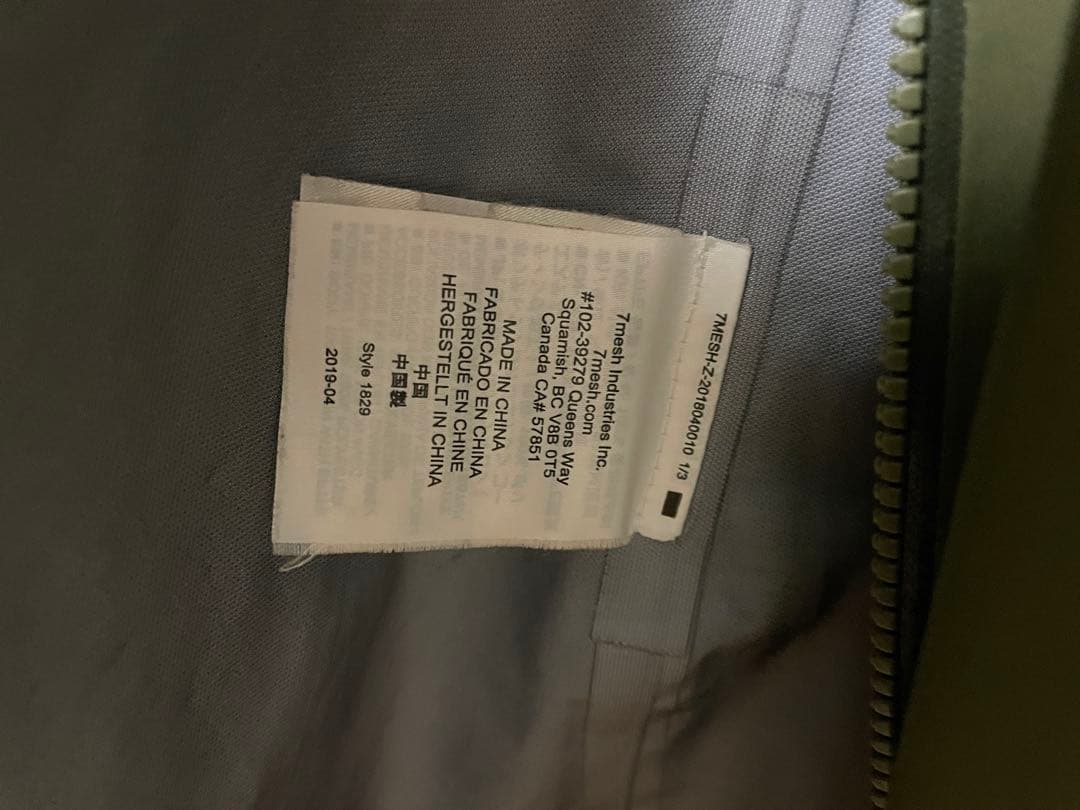 7MESH-Z-2018040010 1/3
7mesh Industries Inc.
7mesh.com
#102-39279 Queens Way
Squamish, BC V8B 0T5
Canada CA# 57851
MADE IN CHINA
FABRICADO EN CHINA
FABRIQUÉ EN CHINE
HERGESTELLT IN CHINA
中国
中国製
Style 1829
2019-04